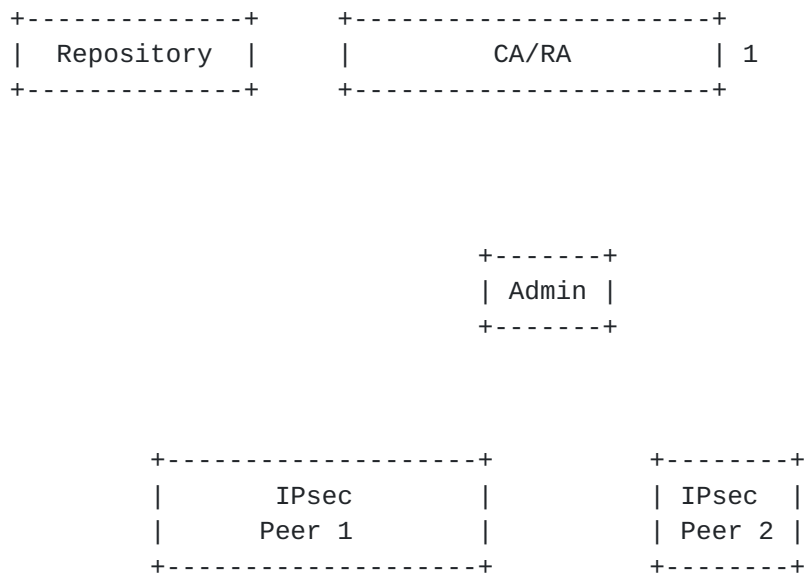 +--------------+ +-----------------------+
| Repository | | CA/RA | 1
+--------------+ +-----------------------+
+-------+
| Admin |
+-------+
+--------------------+ +--------+
| IPsec | | IPsec |
| Peer 1 | | Peer 2 |
+--------------------+ +--------+